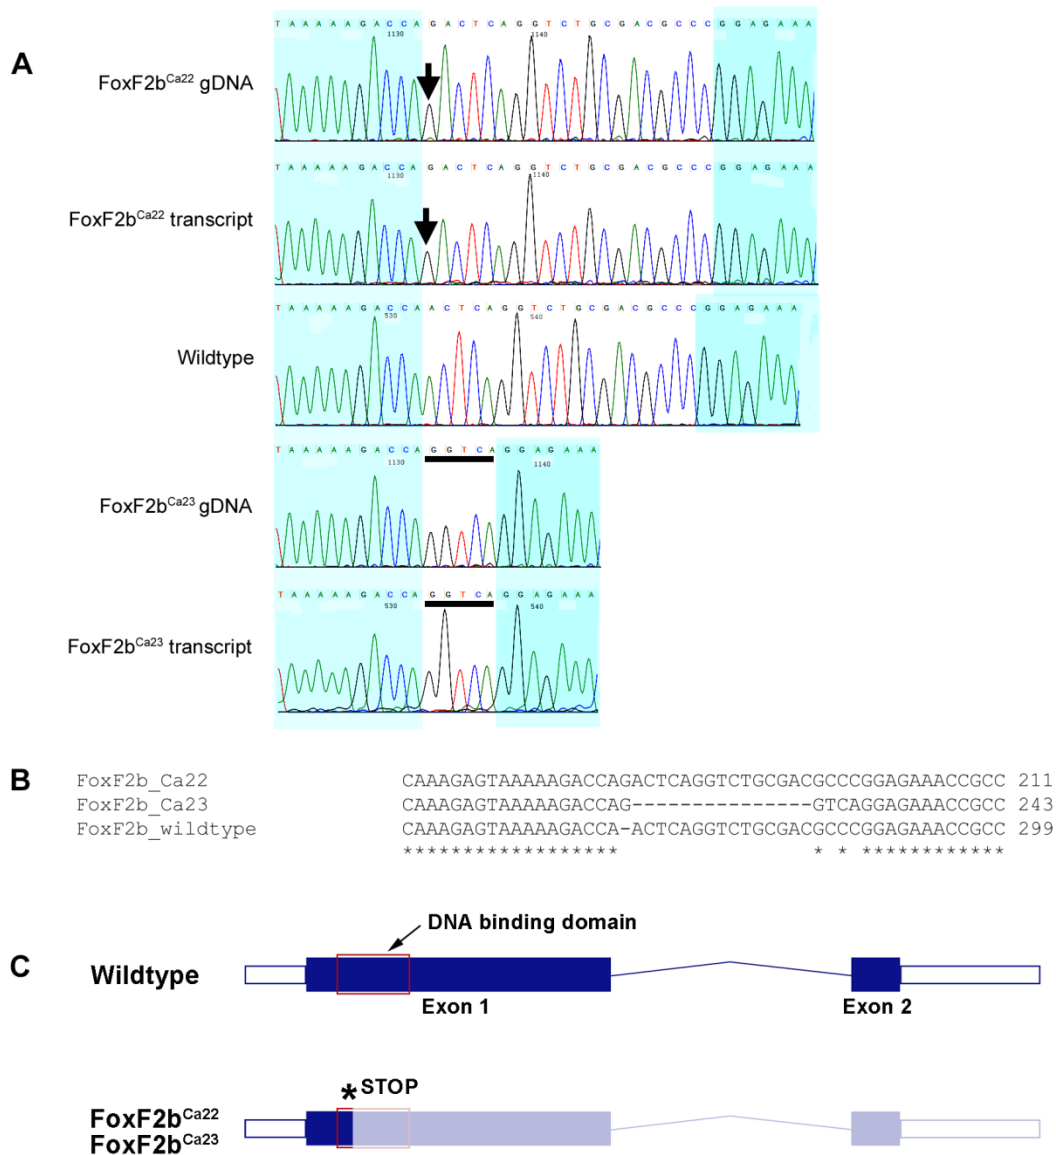 A
T A A A A A G A C C A G A C T C A G G T C T G C G A C G C C C G G A G A A A
1130 1140
FoxF2b^Ca22 gDNA
T A A A A A G A C C A G A C T C A G G T C T G C G A C G C C C G G A G A A A
1130 1140
FoxF2b^Ca22 transcript
T A A A A A G A C C A A C T C A G G T C T G C G A C G C C C G G A G A A A
530 540
Wildtype
T A A A A A G A C C A G G T C A G G A G A A A
1130 1140
FoxF2b^Ca23 gDNA
T A A A A A G A C C A G G T C A G G A G A A A
530 540
FoxF2b^Ca23 transcript
B
FoxF2b_Ca22 CAAAGAGTAAAAAGACCAGACTCAGGTCTGCGACGCCCGGAGAAACCGCC 211
FoxF2b_Ca23 CAAAGAGTAAAAAGACCAG---------------GTCAGGAGAAACCGCC 243
FoxF2b_wildtype CAAAGAGTAAAAAGACCA-ACTCAGGTCTGCGACGCCCGGAGAAACCGCC 299
****************** * * ************
C
DNA binding domain
Wildtype
Exon 1 Exon 2
* STOP
FoxF2b^Ca22
FoxF2b^Ca23